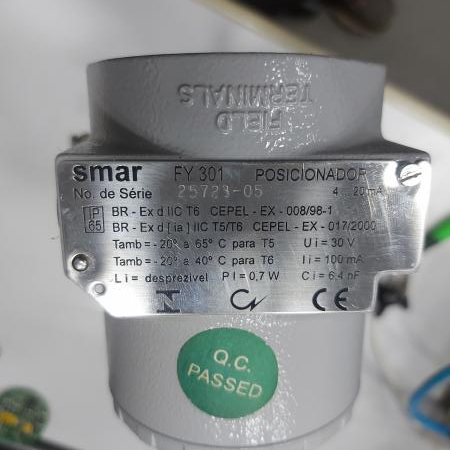 FIELD
TERMINALS
smar FY 301 POSICIONADOR
No. de Série 25723-05 4 - 20mA
IP 65
BR - Ex d IIC T6 CEPEL - EX - 008/98-1
BR - Ex d [ia] IIC T5/T6 CEPEL - EX - 017/2000
Tamb = - 20° a 65° C para T5 Ui = 30 V
Tamb = - 20° a 40° C para T6 Ii = 100 mA
Li = desprezível Pi = 0,7 W Ci = 6,4 nF
CE
Q.C.
PASSED